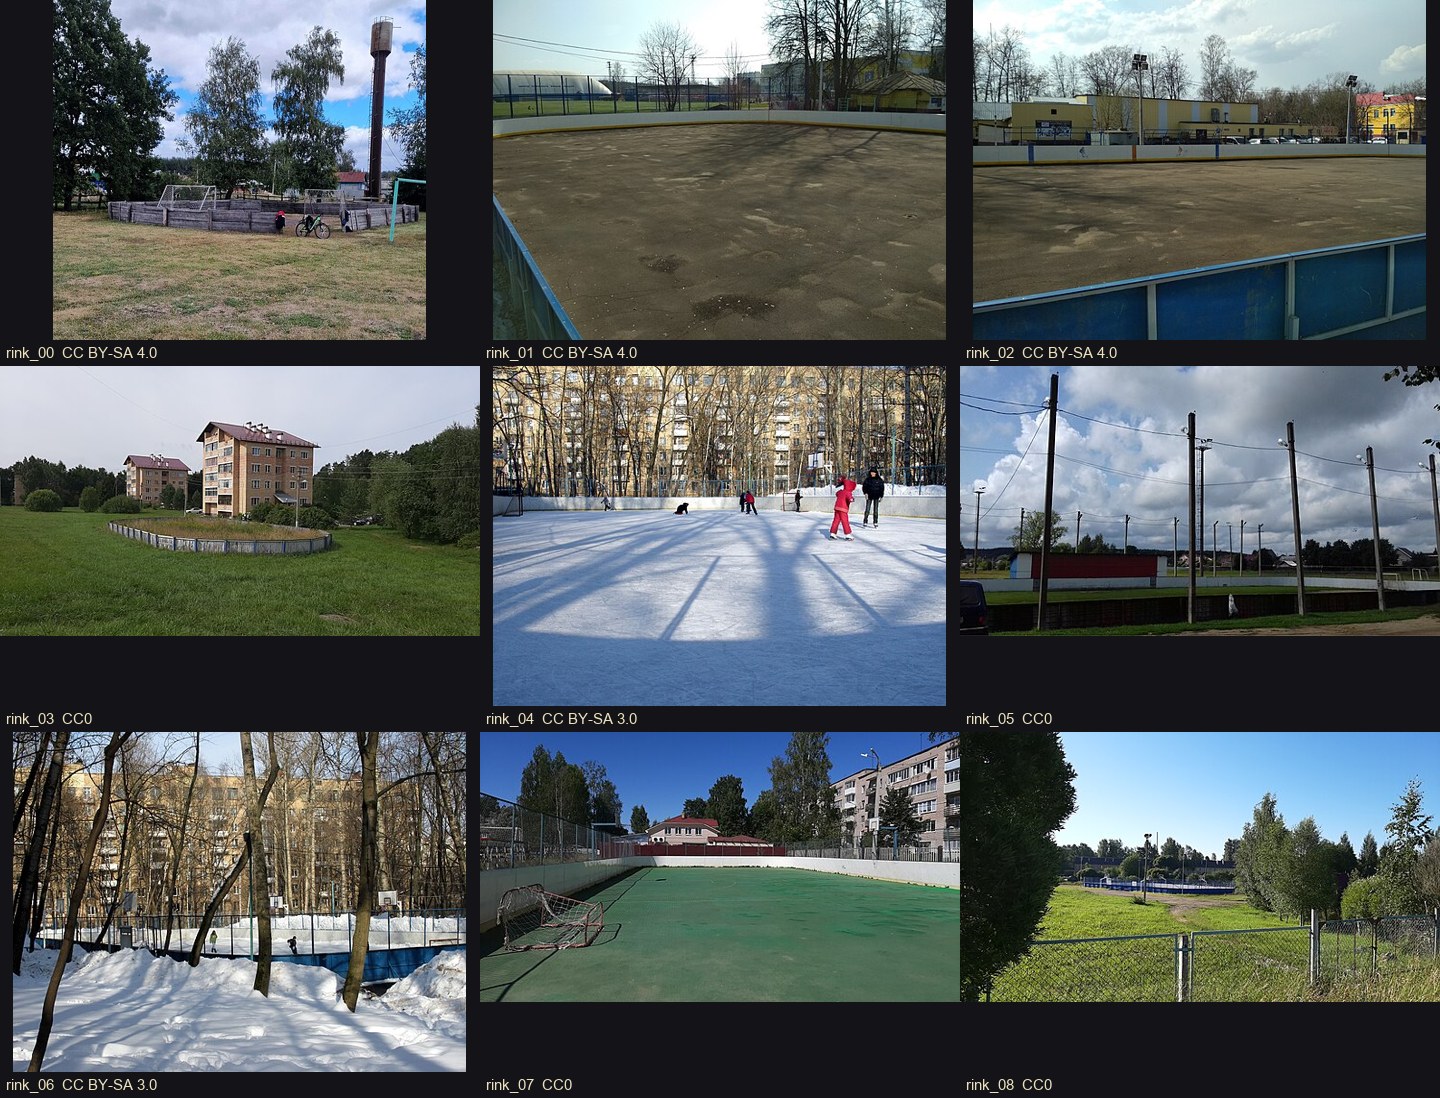 rink_00 CC BY-SA 4.0
rink_01 CC BY-SA 4.0
rink_02 CC BY-SA 4.0
rink_03 CC0
rink_04 CC BY-SA 3.0
rink_05 CC0
rink_06 CC BY-SA 3.0
rink_07 CC0
rink_08 CC0